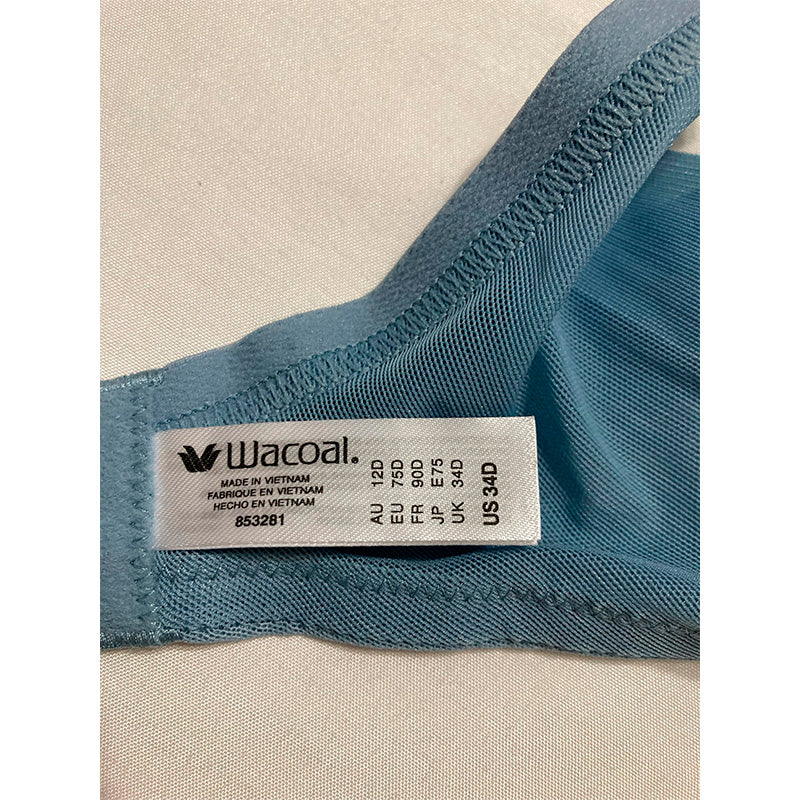 Wacoal.
MADE IN VIETNAM
FABRIQUE EN VIETNAM
HECHO EN VIETNAM
853281
AU 12D
EU 75D
FR 90D
JP E75
UK 34D
US 34D